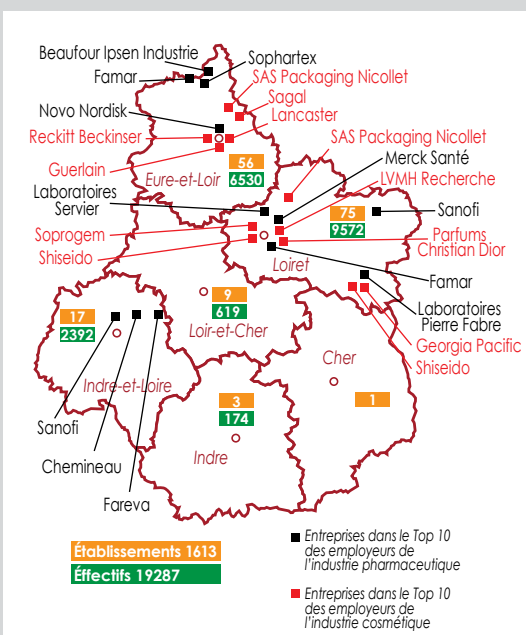 Beaufour Ipsen Industrie
Sophartex
Famar
SAS Packaging Nicollet
Sagal
Lancaster
Novo Nordisk
Reckitt Beckinser
SAS Packaging Nicollet
Merck Santé
Guerlain
56
6530
Eure-et-Loir
LVMH Recherche
Laboratoires
Servier
75
9572
Sanofi
Soprogem
Parfums
Christian Dior
Shiseido
Loiret
Famar
9
619
Laboratoires
Pierre Fabre
17
2392
Loir-et-Cher
Georgia Pacific
Cher
Shiseido
Indre-et-Loire
3
174
1
Sanofi
Indre
Chemineau
Fareva
Établissements 1613
Éffectifs 19287
Entreprises dans le Top 10
des employeurs de
l'industrie pharmaceutique
Entreprises dans le Top 10
des employeurs de
l'industrie cosmétique